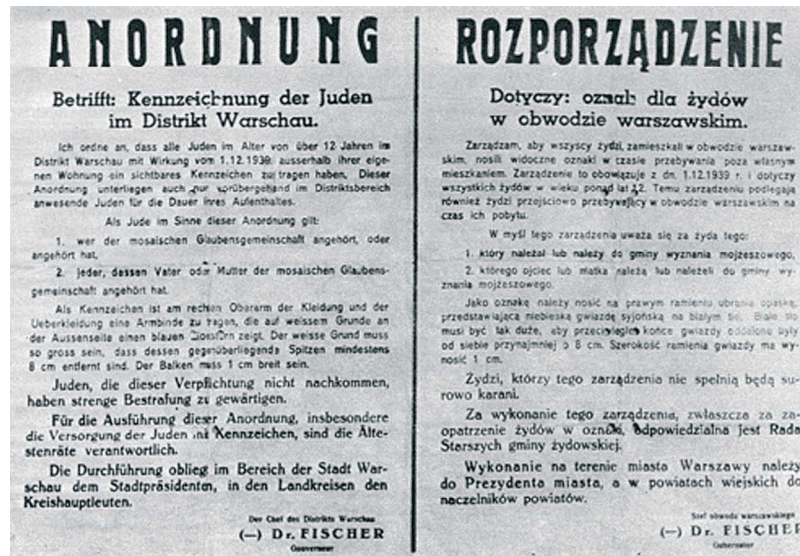 ANORDNUNG
Betrifft: Kennzeichnung der Juden
im Distrikt Warschau.
Ich ordne an, dass alle Juden im Alter von über 12 Jahren im
Distrikt Warschau mit Wirkung vom 1.12.1939 ausserhalb ihrer eige-
nen Wohnung ein sichtbares Kennzeichen zu tragen haben. Dieser
Anordnung unterliegen auch nur vorübergehend im Distriktsbereich
anwesende Juden für die Dauer ihres Aufenthaltes.
Als Jude im Sinne dieser Anordnung gilt:
1. wer der mosaischen Glaubensgemeinschaft angehört, oder
angehört hat,
2. jeder, dessen Vater oder Mutter der mosaischen Glaubens-
gemeinschaft angehört hat.
Als Kennzeichen ist am rechten Oberarm der Kleidung und der
Ueberkleidung eine Armbinde zu tragen, die auf weissem Grunde an
der Aussenseite einen blauen Zionsstern zeigt. Der weisse Grund muss
so gross sein, dass dessen gegenüberliegende Spitzen mindestens
8 cm entfernt sind. Der Balken muss 1 cm breit sein.
Juden, die dieser Verpflichtung nicht nachkommen,
haben strenge Bestrafung zu gewärtigen.
Für die Ausführung dieser Anordnung, insbesondere
die Versorgung der Juden mit Kennzeichen, sind die Älte-
stenräte verantwortlich.
Die Durchführung obliegt im Bereich der Stadt War-
schau dem Stadtpräsidenten, in den Landkreisen den
Kreishauptleuten.
Der Chef des Distrikts Warschau
(—) Dr. FISCHER
Gouverneur
ROZPORZĄDZENIE
Dotyczy: oznak dla żydów
w obwodzie warszawskim.
Zarządzam, aby wszyscy żydzi, zamieszkali w obwodzie warszaw-
skim, nosili widoczne oznaki w czasie przebywania poza własnym
mieszkaniem. Zarządzenie to obowiązuje z dn. 1.12.1939 r. i dotyczy
wszystkich żydów w wieku ponad lat 12. Temu zarządzeniu podlegają
również żydzi przejściowo przebywający w obwodzie warszawskim na
czas ich pobytu.
W myśl tego zarządzenia uważa się za żyda tego:
1. który należał lub należy do gminy wyznania mojżeszowego,
2. którego ojciec lub matka należą lub należeli do gminy wy-
znania mojżeszowego.
Jako oznakę należy nosić na prawym ramieniu ubrania opaskę,
przedstawiającą niebieską gwiazdę syjońską na białym tle. Białe tło
musi być tak duże, aby przeciwległe końce gwiazdy oddalone były
od siebie przynajmniej o 8 cm. Szerokość ramienia gwiazdy ma wy-
nosić 1 cm.
Żydzi, którzy tego zarządzenia nie spełnią będą su-
rowo karani.
Za wykonanie tego zarządzenia, zwłaszcza za za-
opatrzenie żydów w oznaki, odpowiedzialna jest Rada
Starszych gminy żydowskiej.
Wykonanie na terenie miasta Warszawy należy
do Prezydenta miasta, a w powiatach wiejskich do
naczelników powiatów.
Szef obwodu warszawskiego
(—) Dr. FISCHER
Gubernator